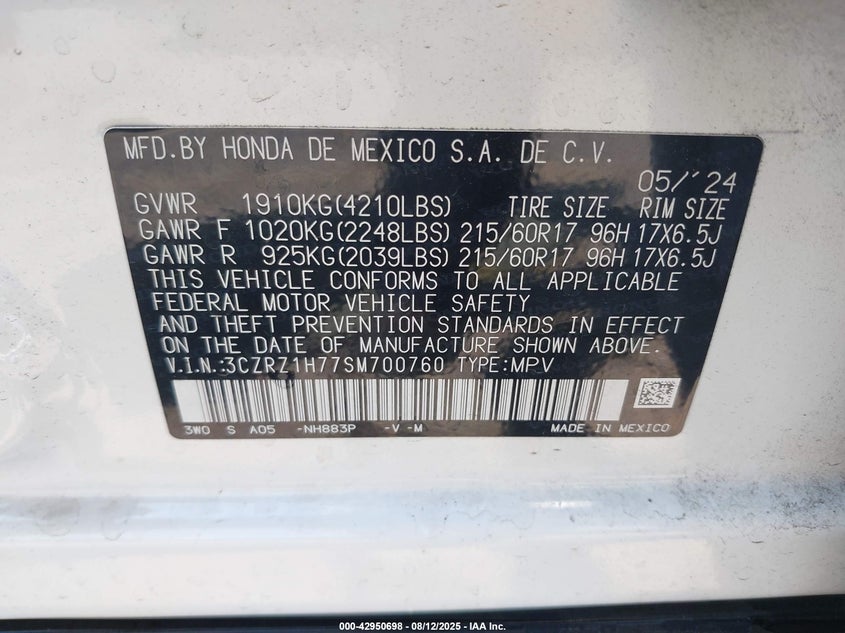 MFD.BY HONDA DE MEXICO S.A. DE C.V.
05/'24
GVWR 1910KG(4210LBS) TIRE SIZE RIM SIZE
GAWR F 1020KG(2248LBS) 215/60R17 96H 17X6.5J
GAWR R 925KG(2039LBS) 215/60R17 96H 17X6.5J
THIS VEHICLE CONFORMS TO ALL APPLICABLE
FEDERAL MOTOR VEHICLE SAFETY
AND THEFT PREVENTION STANDARDS IN EFFECT
ON THE DATE OF MANUFACTURE SHOWN ABOVE.
V.I.N.:3CZRZ1H77SM700760 TYPE:MPV
3W0 S A05 -NH883P -V -M MADE IN MEXICO
000-42950698 - 08/12/2025 - IAA Inc.